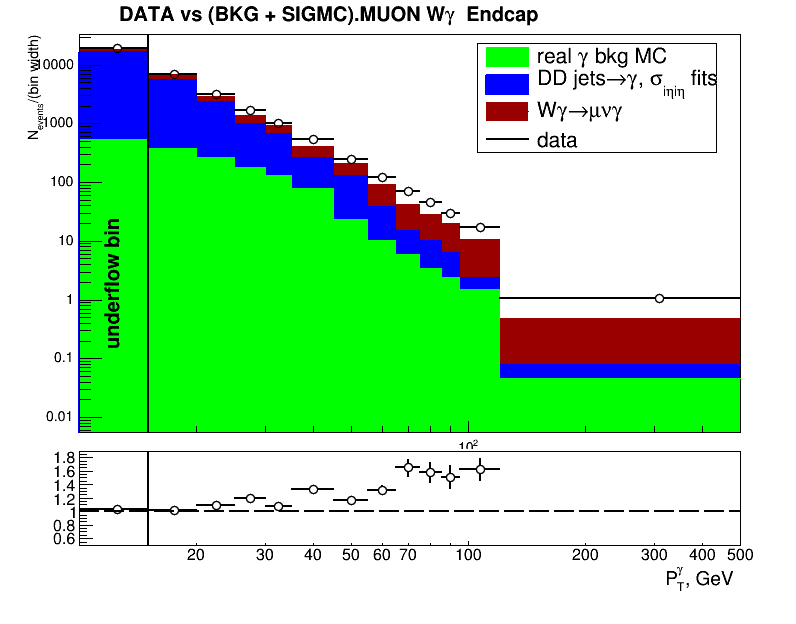 DATA vs (BKG + SIGMC).MUON Wγ Endcap
N_events/(bin width)
10000
1000
100
10
1
0.1
0.01
underflow bin
real γ bkg MC
DD jets→γ, σ_iηiη fits
Wγ→μνγ
data
10²
1.8
1.6
1.4
1.2
1
0.8
0.6
20 30 40 50 60 70 100 200 300 400 500
P_T^γ, GeV